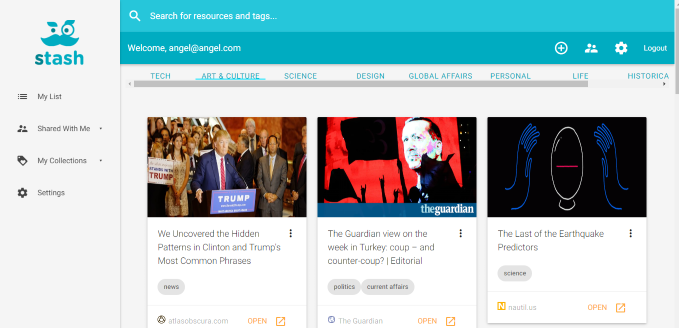 stash
Search for resources and tags...
Welcome, angel@angel.com
Logout
TECH
ART & CULTURE
SCIENCE
DESIGN
GLOBAL AFFAIRS
PERSONAL
LIFE
HISTORICA
My List
Shared With Me
My Collections
Settings
TRUMP
TRUMP
theguardian
We Uncovered the Hidden
Patterns in Clinton and Trump's
Most Common Phrases
news
atlasobscura.com
OPEN
The Guardian view on the
week in Turkey: coup – and
counter-coup? | Editorial
politics
current affairs
The Guardian
OPEN
The Last of the Earthquake
Predictors
science
N
nautil.us
OPEN